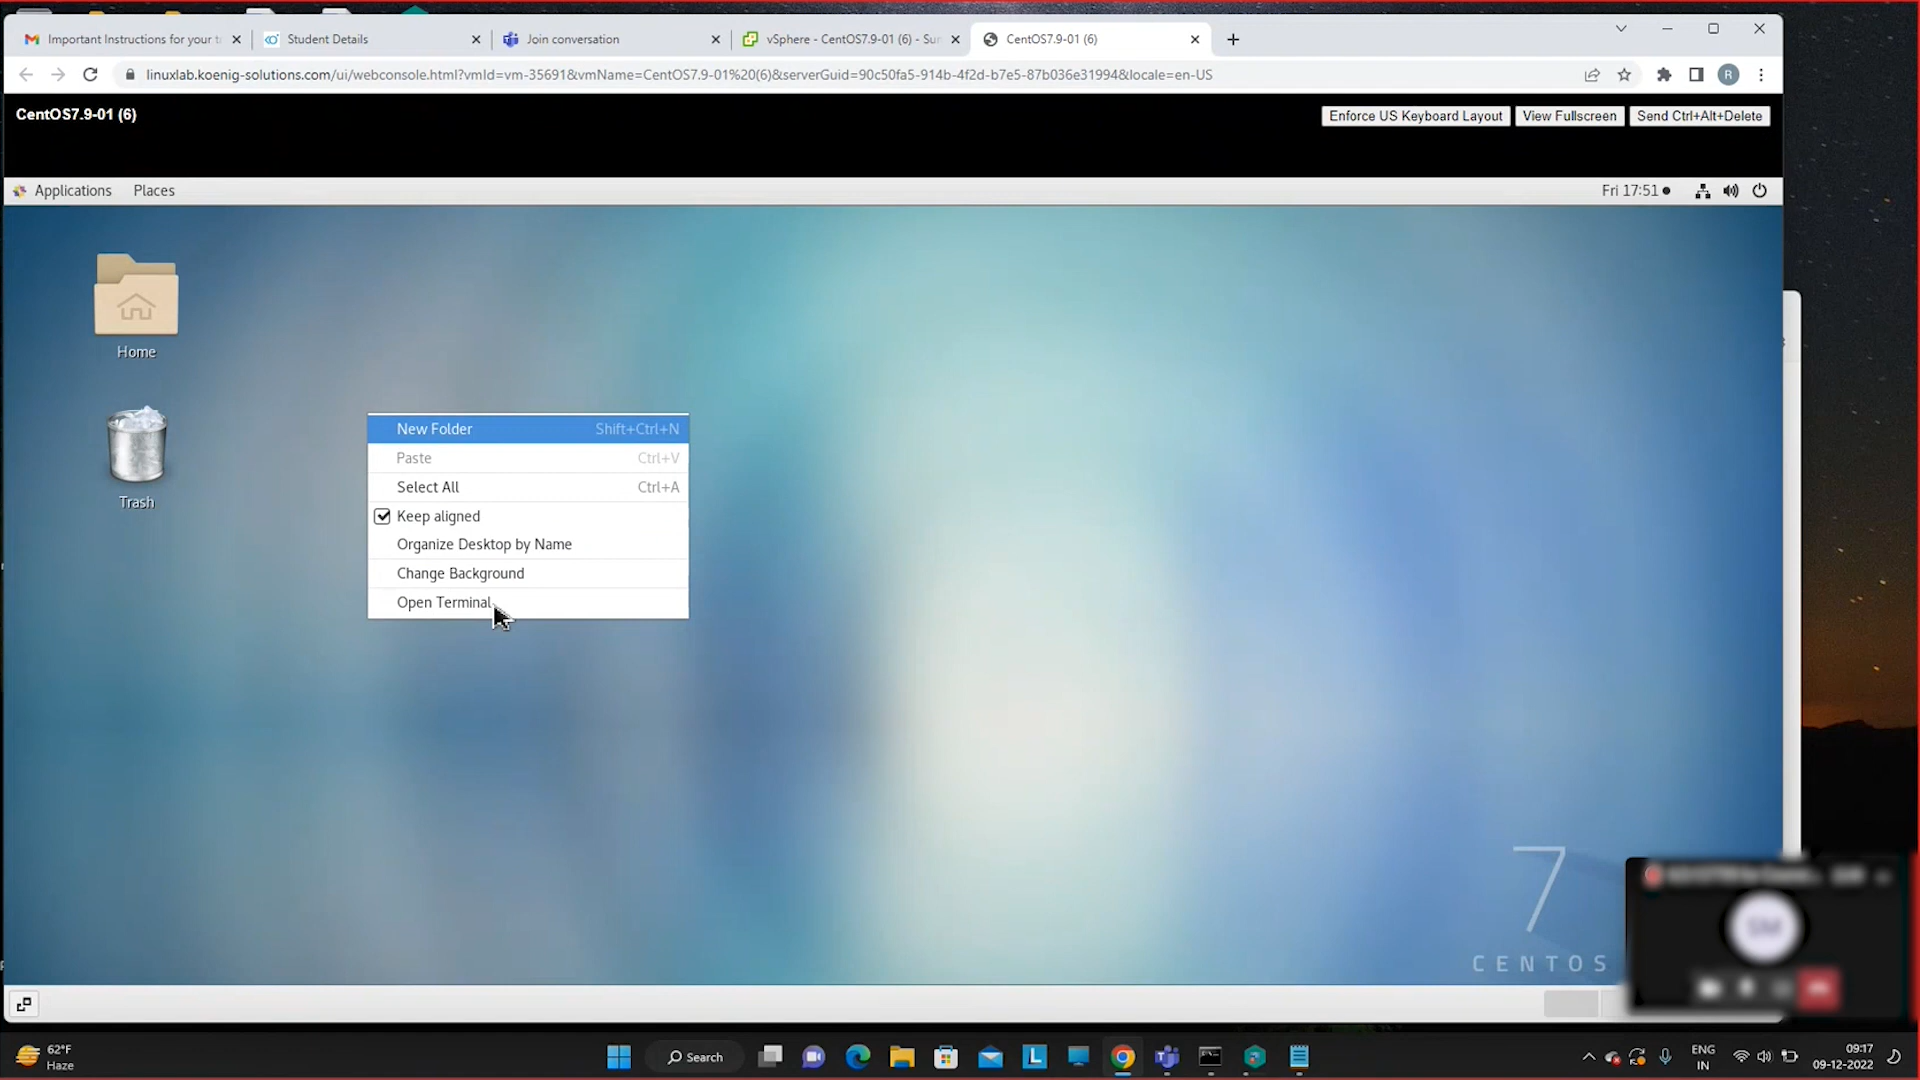 Important Instructions for your t
Student Details
Join conversation
vSphere - CentOS7.9-01 (6) - Sur
CentOS7.9-01 (6)
linuxlab.koenig-solutions.com/ui/webconsole.html?vmId=vm-35691&vmName=CentOS7.9-01%20(6)&serverGuid=90c50fa5-914b-4f2d-b7e5-87b036e31994&locale=en-US
R
CentOS7.9-01 (6)
Enforce US Keyboard Layout
View Fullscreen
Send Ctrl+Alt+Delete
Applications
Places
Fri 17:51
Home
Trash
New Folder Shift+Ctrl+N
Paste Ctrl+V
Select All Ctrl+A
Keep aligned
Organize Desktop by Name
Change Background
Open Terminal
7
CENTOS
SM
62°F
Haze
Search
L
ENG
IN
09:17
09-12-2022